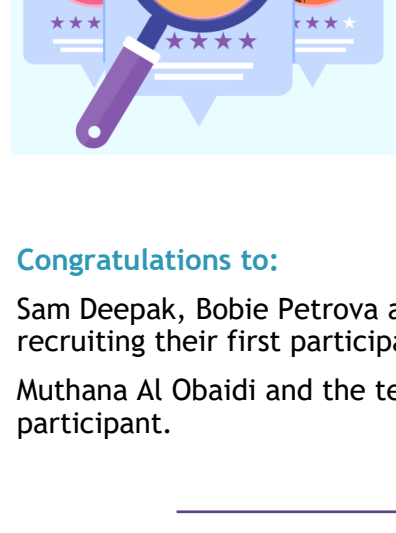 Congratulations to:
Sam Deepak, Bobie Petrova a
recruiting their first particip
Muthana Al Obaidi and the te
participant.